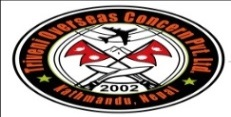 Triveni Overseas Concern Pvt. Ltd.
2002
Kathmandu, Nepal